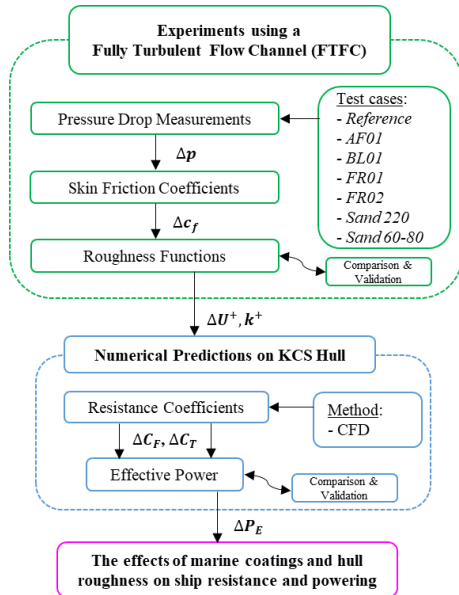 Experiments using a
Fully Turbulent Flow Channel (FTFC)
Pressure Drop Measurements
Test cases:
- Reference
- AF01
- BL01
- FR01
- FR02
- Sand 220
- Sand 60-80
Δp
Skin Friction Coefficients
Δc_f
Roughness Functions
Comparison &
Validation
ΔU⁺, k⁺
Numerical Predictions on KCS Hull
Resistance Coefficients
Method:
- CFD
ΔC_F, ΔC_T
Effective Power
Comparison &
Validation
ΔP_E
The effects of marine coatings and hull
roughness on ship resistance and powering